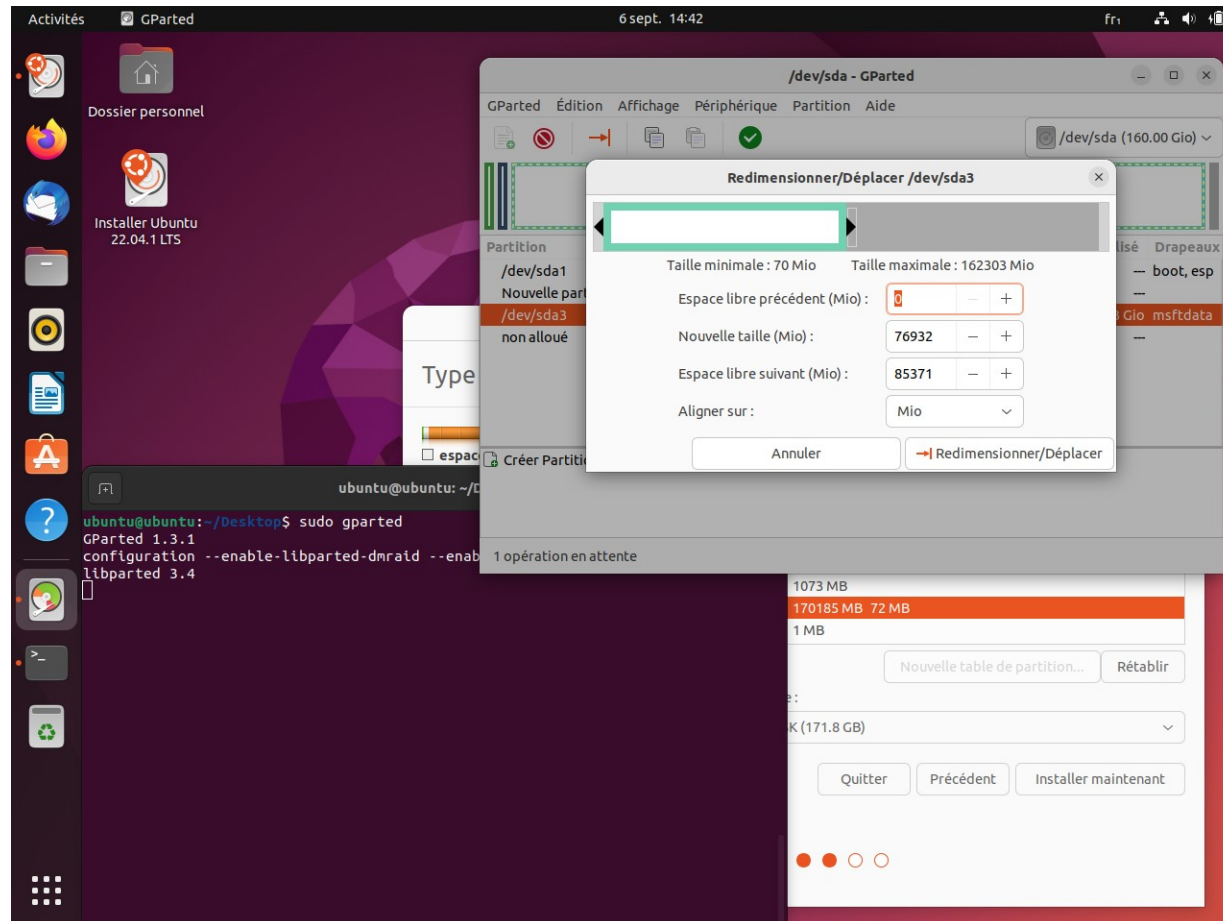 Activités GParted 6 sept. 14:42 fr₁
Dossier personnel
Installer Ubuntu
22.04.1 LTS
/dev/sda - GParted
GParted Édition Affichage Périphérique Partition Aide
/dev/sda (160.00 Gio)
Redimensionner/Déplacer /dev/sda3
Taille minimale : 70 Mio Taille maximale : 162303 Mio
Espace libre précédent (Mio) : 0
Nouvelle taille (Mio) : 76932
Espace libre suivant (Mio) : 85371
Aligner sur : Mio
Annuler Redimensionner/Déplacer
Partition Drapeaux
/dev/sda1 --- boot, esp
Nouvelle part ---
/dev/sda3 Gio msftdata
non alloué ---
Créer Partiti
1 opération en attente
Type
espac
ubuntu@ubuntu: ~/D
ubuntu@ubuntu:~/Desktop$ sudo gparted
GParted 1.3.1
configuration --enable-libparted-dmraid --enab
libparted 3.4
1073 MB
170185 MB 72 MB
1 MB
Nouvelle table de partition... Rétablir
K (171.8 GB)
Quitter Précédent Installer maintenant